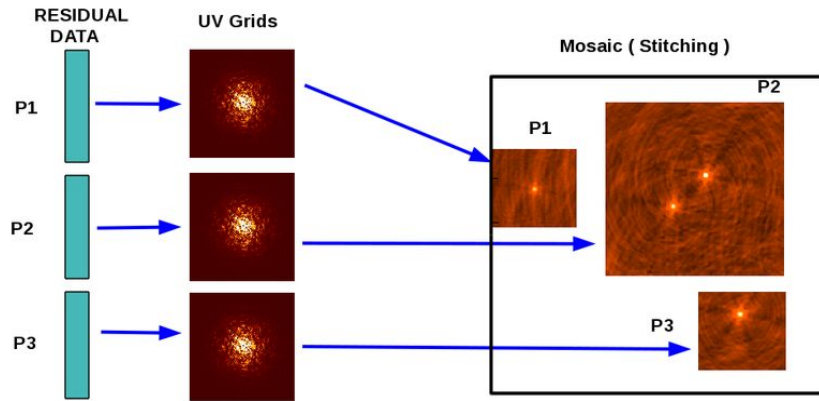 RESIDUAL
DATA
UV Grids
Mosaic ( Stitching )
P1
P2
P3
P1
P2
P3